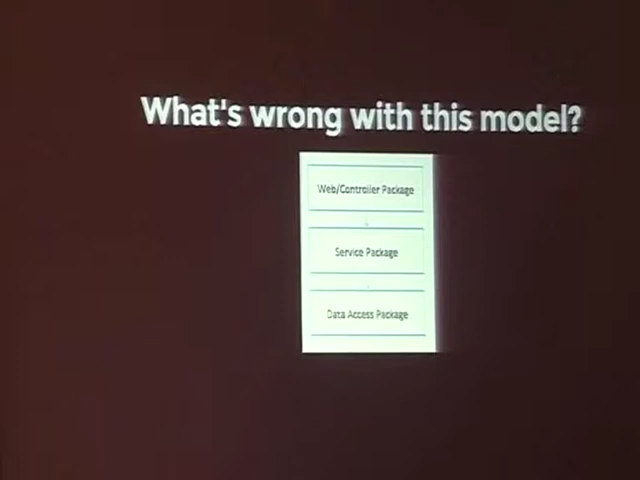 What's wrong with this model?
Web/Controller Package
Service Package
Data Access Package